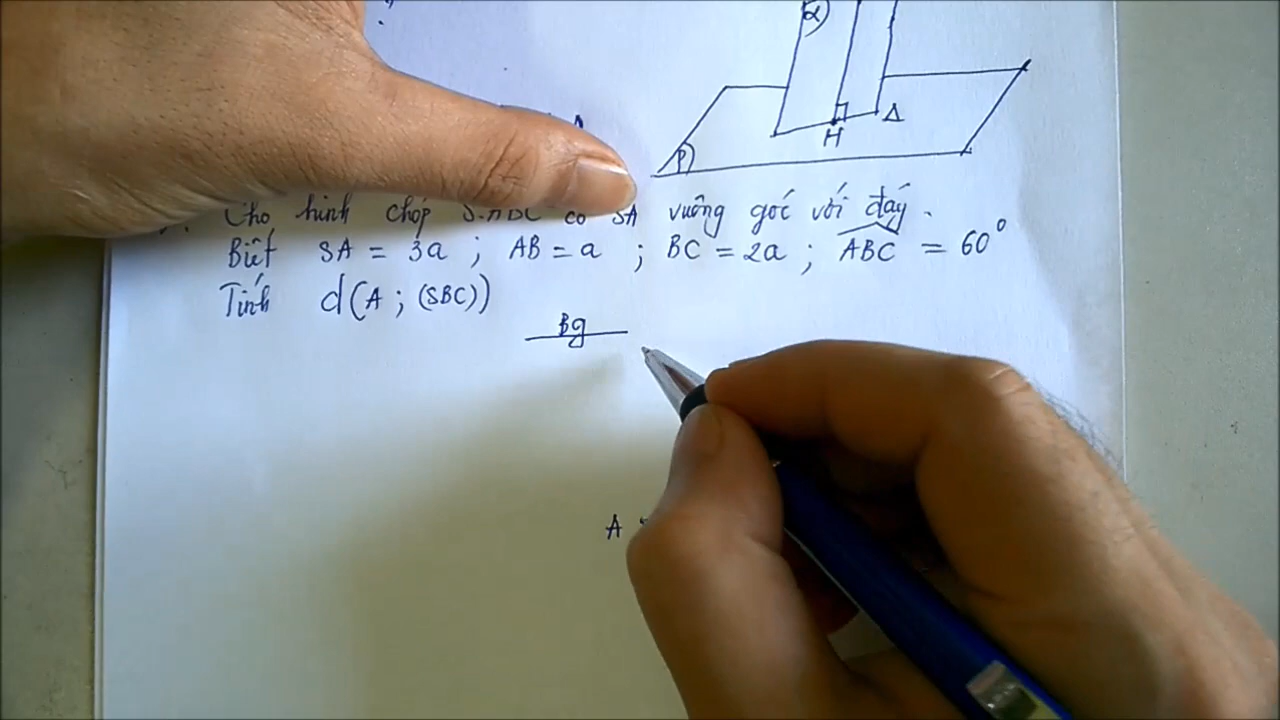 α
H Δ
P
Cho hình chóp S.ABC có SA vuông góc với đáy.
Biết SA = 3a ; AB = a ; BC = 2a ; ABC = 60°
Tính d(A ; (SBC))
Bg
A